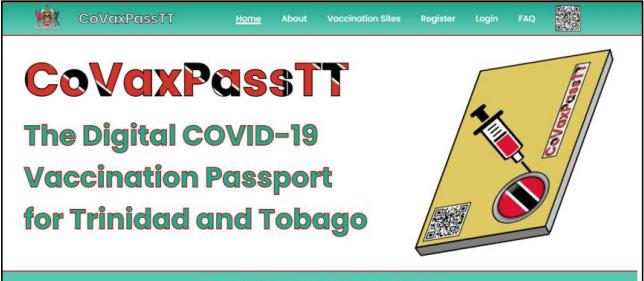 CoVaxPassTT Home About Vaccination Sites Register Login FAQ
CoVaxPassTT
The Digital COVID-19
Vaccination Passport
for Trinidad and Tobago
CoVaxPassTT